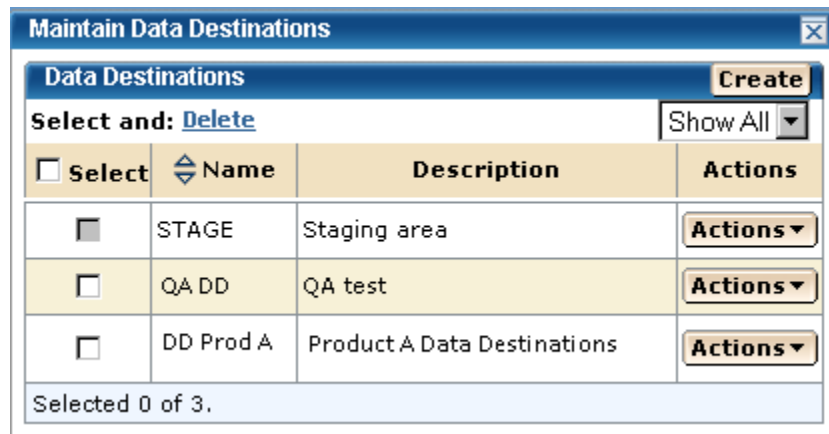 Maintain Data Destinations
Data Destinations Create
Select and: Delete Show All
Select Name Description Actions
STAGE Staging area Actions
QA DD QA test Actions
DD Prod A Product A Data Destinations Actions
Selected 0 of 3.